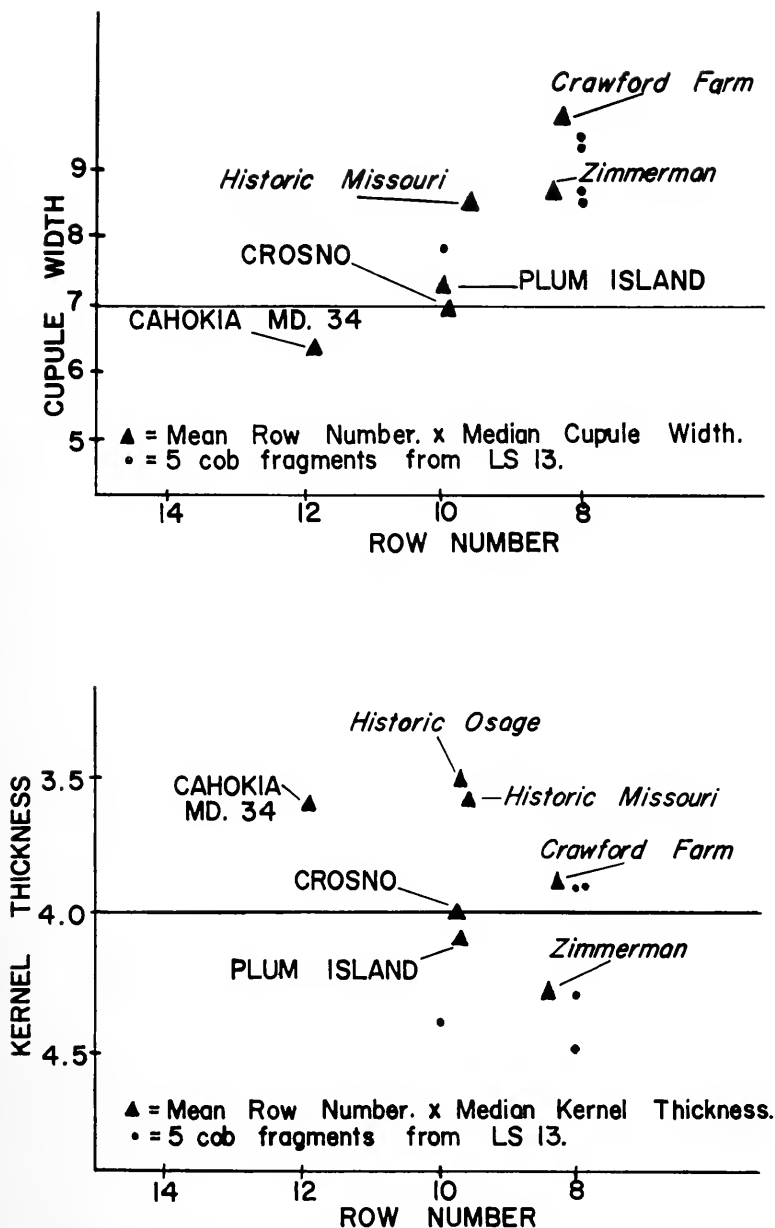 Crawford Farm
Historic Missouri
Zimmerman
CROSNO
PLUM ISLAND
CAHOKIA MD. 34
CUPULE WIDTH
9
8
7
6
5
▲ = Mean Row Number. x Median Cupule Width.
• = 5 cob fragments from LS 13.
14 12 10 8
ROW NUMBER
Historic Osage
CAHOKIA
MD. 34
Historic Missouri
Crawford Farm
CROSNO
PLUM ISLAND
Zimmerman
KERNEL THICKNESS
3.5
4.0
4.5
▲ = Mean Row Number. x Median Kernel Thickness.
• = 5 cob fragments from LS 13.
14 12 10 8
ROW NUMBER